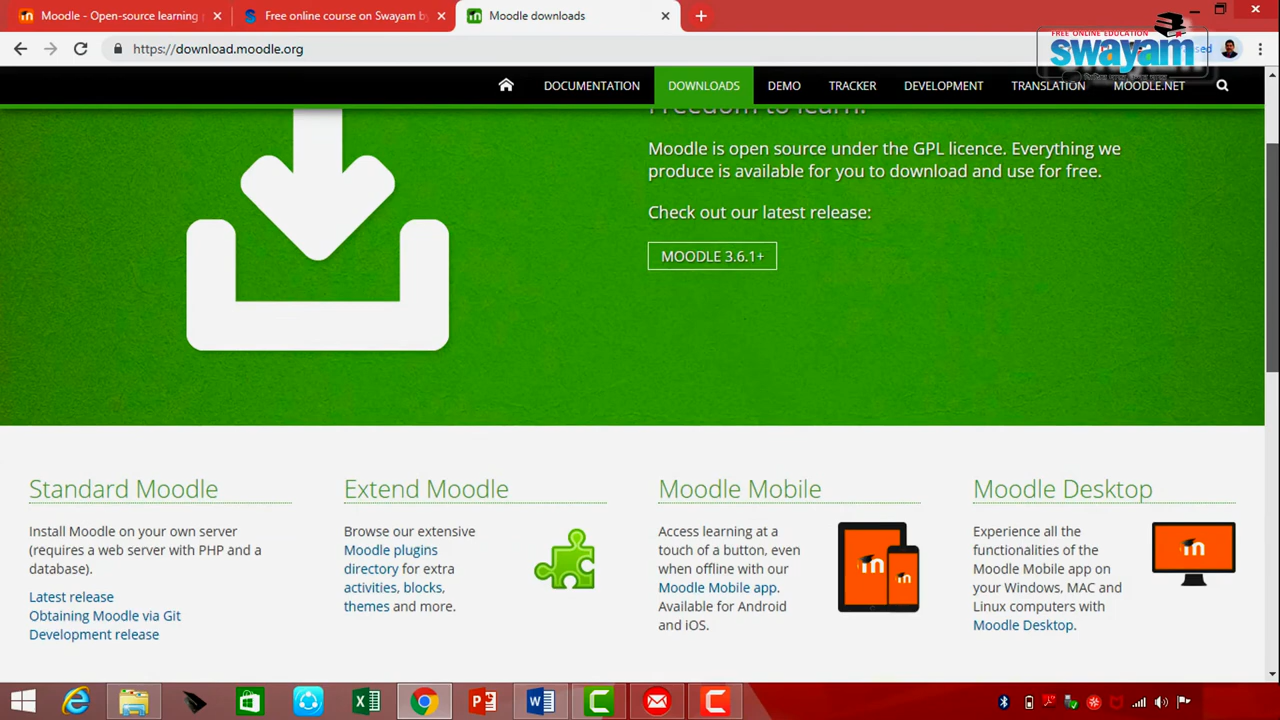 Moodle - Open-source learning
Free online course on Swayam by
Moodle downloads
https://download.moodle.org
FREE ONLINE EDUCATION
swayam
DOCUMENTATION
DOWNLOADS
DEMO
TRACKER
DEVELOPMENT
TRANSLATION
MOODLE.NET
Freedom to learn!
Moodle is open source under the GPL licence. Everything we
produce is available for you to download and use for free.
Check out our latest release:
MOODLE 3.6.1+
Standard Moodle
Install Moodle on your own server
(requires a web server with PHP and a
database).
Latest release
Obtaining Moodle via Git
Development release
Extend Moodle
Browse our extensive
Moodle plugins
directory for extra
activities, blocks,
themes and more.
Moodle Mobile
Access learning at a
touch of a button, even
when offline with our
Moodle Mobile app.
Available for Android
and iOS.
Moodle Desktop
Experience all the
functionalities of the
Moodle Mobile app on
your Windows, MAC and
Linux computers with
Moodle Desktop.